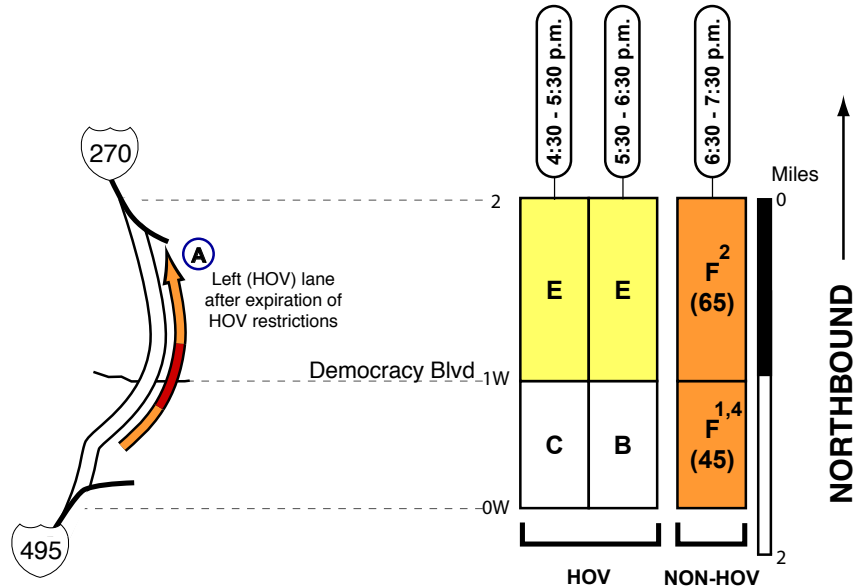 4:30 - 5:30 p.m.
5:30 - 6:30 p.m.
6:30 - 7:30 p.m.
270
Miles
2
0
A
Left (HOV) lane
after expiration of
HOV restrictions
E
E
F2
(65)
Democracy Blvd
1W
C
B
F1,4
(45)
NORTHBOUND
0W
495
2
HOV
NON-HOV